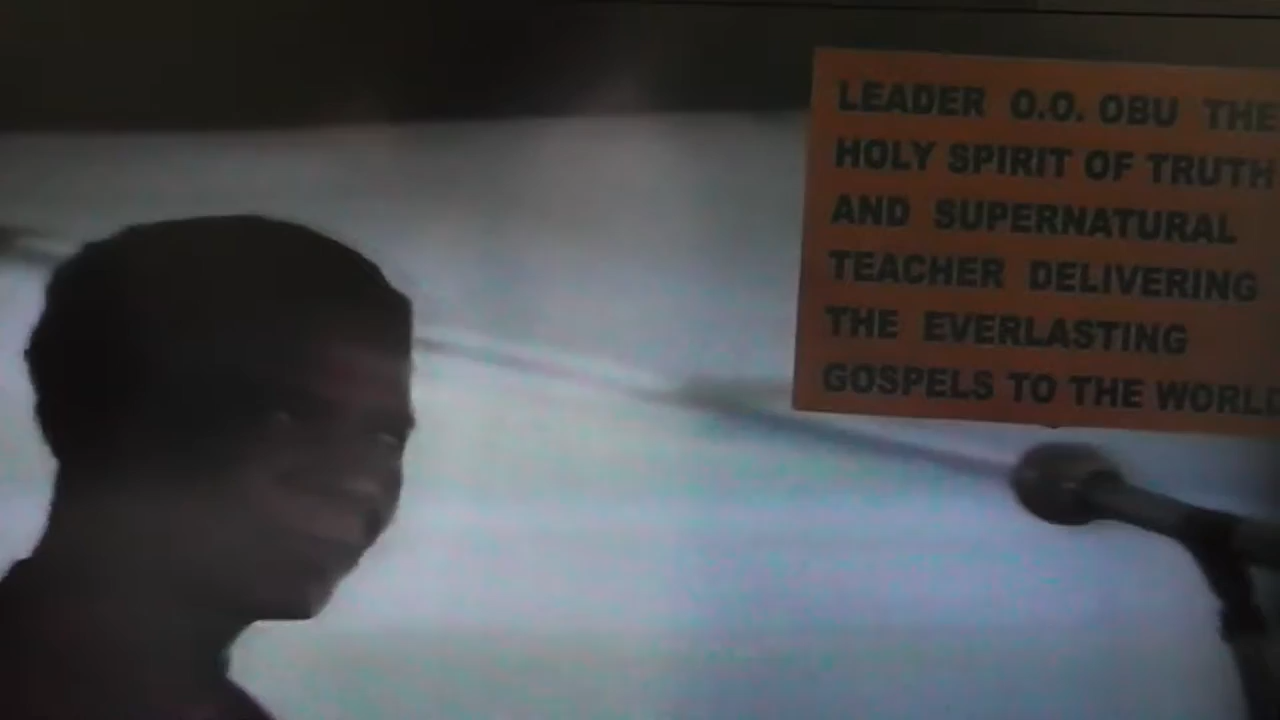 LEADER O.O. OBU THE
HOLY SPIRIT OF TRUTH
AND SUPERNATURAL
TEACHER DELIVERING
THE EVERLASTING
GOSPELS TO THE WORLD